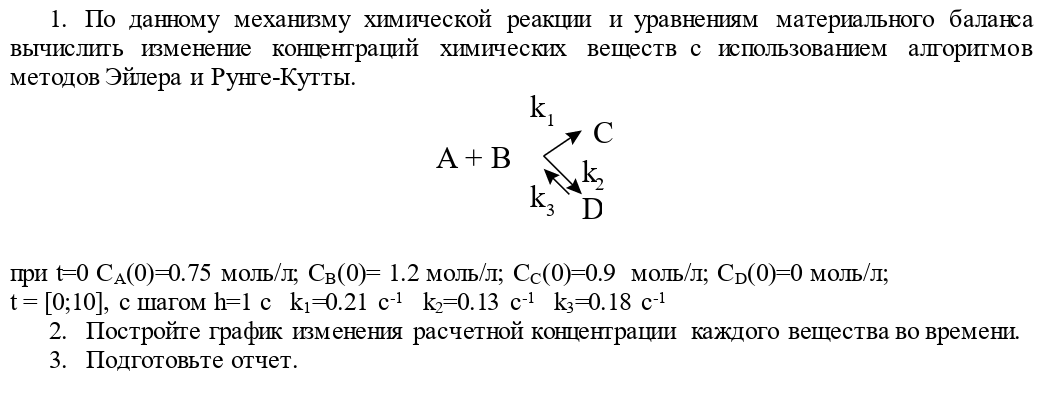 1. По данному механизму химической реакции и уравнениям материального баланса
вычислить изменение концентраций химических веществ с использованием алгоритмов
методов Эйлера и Рунге-Кутты.
k1
C
A + B
k2
k3
D
при t=0 CA(0)=0.75 моль/л; CB(0)= 1.2 моль/л; CC(0)=0.9 моль/л; CD(0)=0 моль/л;
t = [0;10], с шагом h=1 с k1=0.21 с-1 k2=0.13 с-1 k3=0.18 с-1
2. Постройте график изменения расчетной концентрации каждого вещества во времени.
3. Подготовьте отчет.